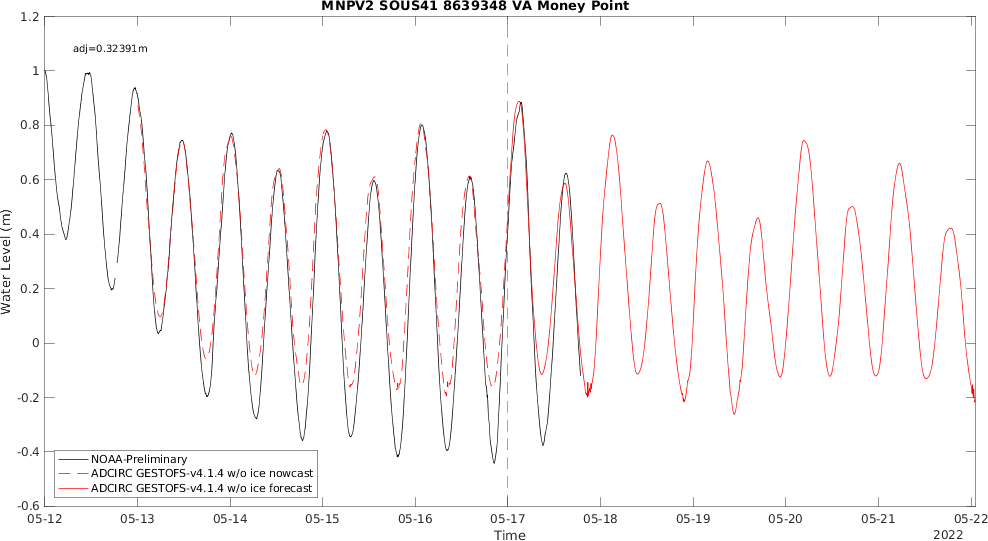 MNPV2 SOUS41 8639348 VA Money Point
adj=0.32391m
Water Level (m)
1.2
1
0.8
0.6
0.4
0.2
0
-0.2
-0.4
-0.6
NOAA-Preliminary
ADCIRC GESTOFS-v4.1.4 w/o ice nowcast
ADCIRC GESTOFS-v4.1.4 w/o ice forecast
05-12 05-13 05-14 05-15 05-16 05-17 05-18 05-19 05-20 05-21 05-22
Time
2022